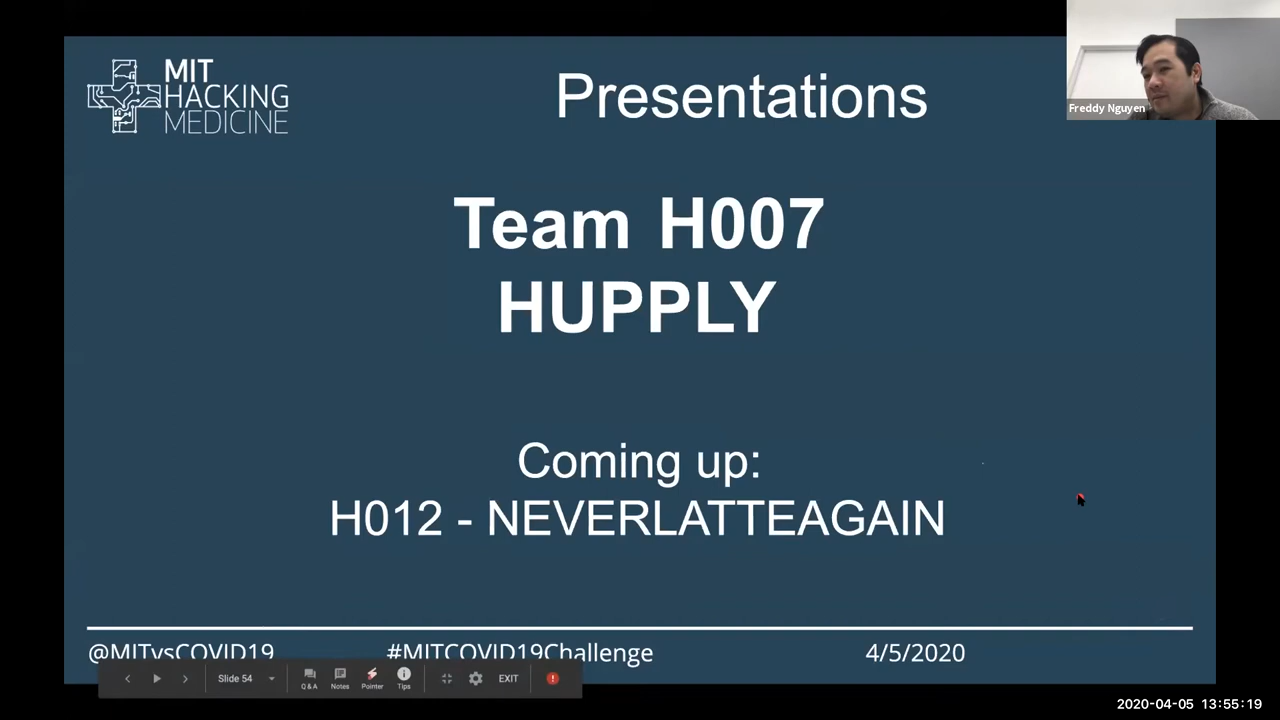 MIT
HACKING
MEDICINE
Presentations
Freddy Nguyen
Team H007
HUPPLY
Coming up:
H012 - NEVERLATTEAGAIN
@MITvsCOVID19
#MITCOVID19Challenge
4/5/2020
Slide 54
Q & A
Notes
Pointer
Tips
EXIT
2020-04-05 13:55:19